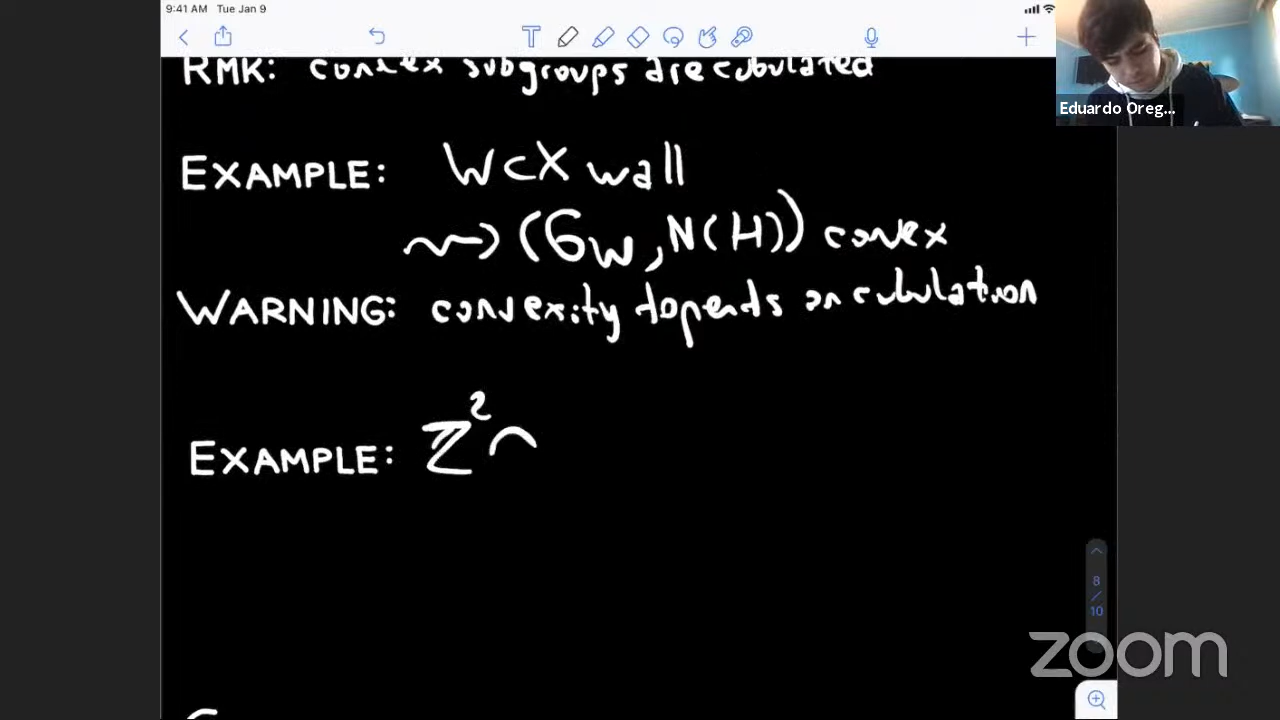 9:41 AM Tue Jan 9
RMK: convex subgroups are cubulated
Eduardo Oreg...
EXAMPLE: W⊂X wall
⇝ (G_W, N(H)) convex
WARNING: convexity depends on cubulation
EXAMPLE: Z² ↷
8
/
10
zoom